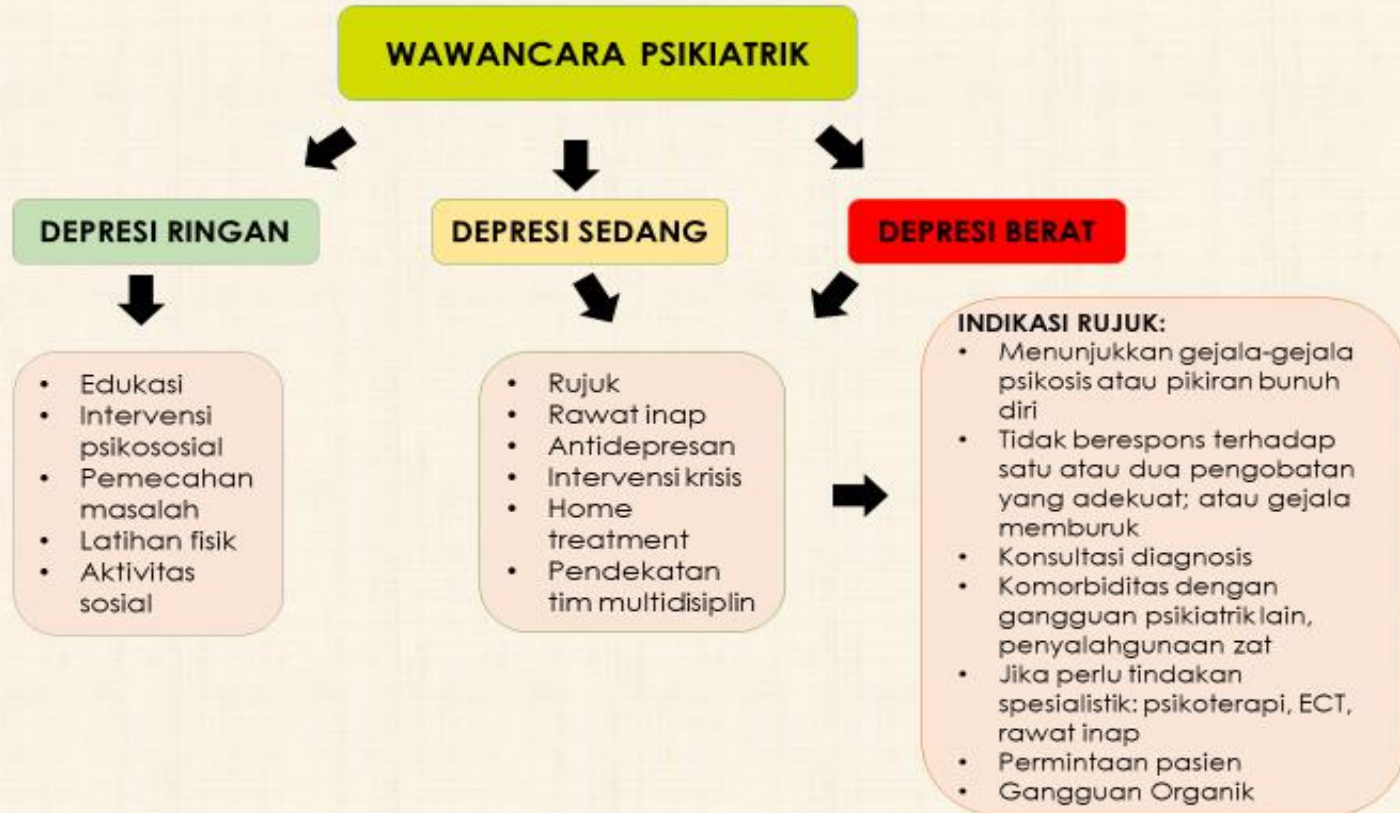 WAWANCARA PSIKIATRIK
DEPRESI RINGAN
DEPRESI SEDANG
DEPRESI BERAT
• Edukasi
• Intervensi
psikososial
• Pemecahan
masalah
• Latihan fisik
• Aktivitas
sosial
• Rujuk
• Rawat inap
• Antidepresan
• Intervensi krisis
• Home
treatment
• Pendekatan
tim multidisiplin
INDIKASI RUJUK:
• Menunjukkan gejala-gejala
psikosis atau pikiran bunuh
diri
• Tidak berespons terhadap
satu atau dua pengobatan
yang adekuat; atau gejala
memburuk
• Konsultasi diagnosis
• Komorbiditas dengan
gangguan psikiatrik lain,
penyalahgunaan zat
• Jika perlu tindakan
spesialistik: psikoterapi, ECT,
rawat inap
• Permintaan pasien
• Gangguan Organik